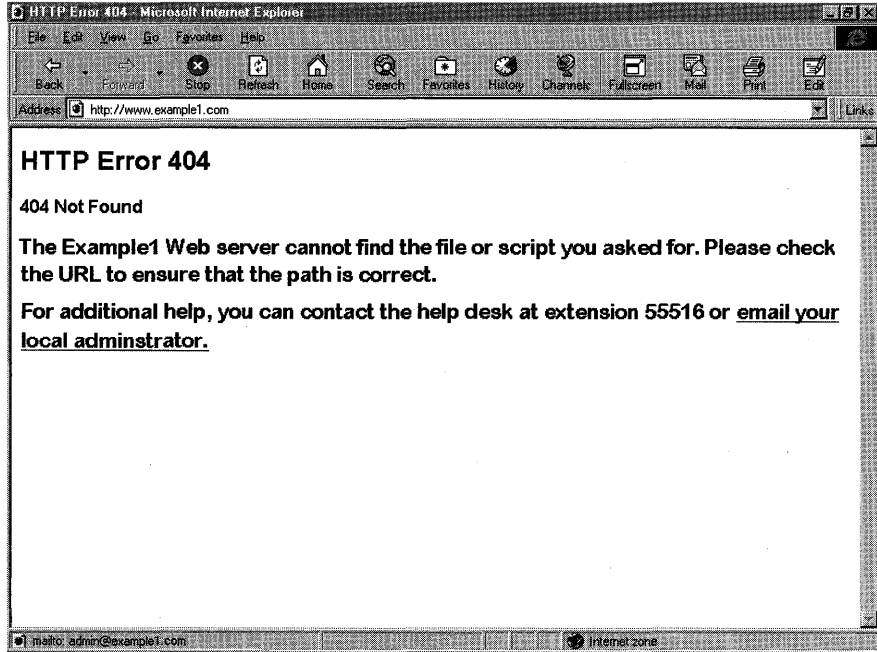 HTTP Error 404 - Microsoft Internet Explorer
File Edit View Go Favorites Help
Back Forward Stop Refresh Home Search Favorites History Channels Fullscreen Mail Print Edit
Address http://www.example1.com Links
HTTP Error 404
404 Not Found
The Example1 Web server cannot find the file or script you asked for. Please check
the URL to ensure that the path is correct.
For additional help, you can contact the help desk at extension 55516 or email your
local adminstrator.
mailto: admin@example1.com Internet zone